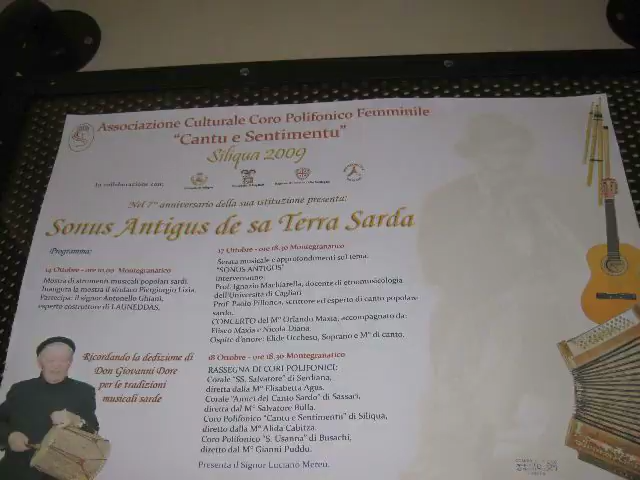 Associazione Culturale Coro Polifonico Femminile
"Cantu e Sentimentu"
Siliqua 2009
In collaborazione con:
Nel 7° anniversario della sua istituzione presenta:
Sonus Antigus de sa Terra Sarda
Programma:
14 Ottobre - ore 10.00 Montegranatico
Mostra di strumenti musicali popolari sardi.
Inaugura la mostra il sindaco Piergiorgio Lixia.
Partecipa: il signor Antonello Ghiani,
esperto costruttore di LAUNEDDAS.
Ricordando la dedizione di
Don Giovanni Dore
per le tradizioni
musicali sarde
17 Ottobre - ore 18.30 Montegranatico
Serata musicale e approfondimenti sul tema:
"SONUS ANTIGUS"
Intervenanno:
Prof. Ignazio Macchiarella, docente di etnomusicologia
dell'Università di Cagliari
Prof. Paolo Pillonca, scrittore ed esperto di canto popolare
sardo.
CONCERTO del M° Orlando Maxia, accompagnato da:
Eliseo Maxia e Nicola Diana
Ospite d'onore: Elide Ucchesu, Soprano e M° di canto.
18 Ottobre - ore 18.30 Montegranatico
RASSEGNA DI CORI POLIFONICI:
Corale "SS. Salvatore" di Serdiana,
diretta dalla M° Elisabetta Agus.
Corale "Amici del Canto Sardo" di Sassari,
diretta dal M° Salvatore Bulla.
Coro Polifonico "Cantu e Sentimentu" di Siliqua,
diretto dalla M° Alida Cabitza.
Coro Polifonico "S. Usanna" di Busachi,
diretto dal M° Gianni Puddu.
Presenta il Signor Luciano Mereu.